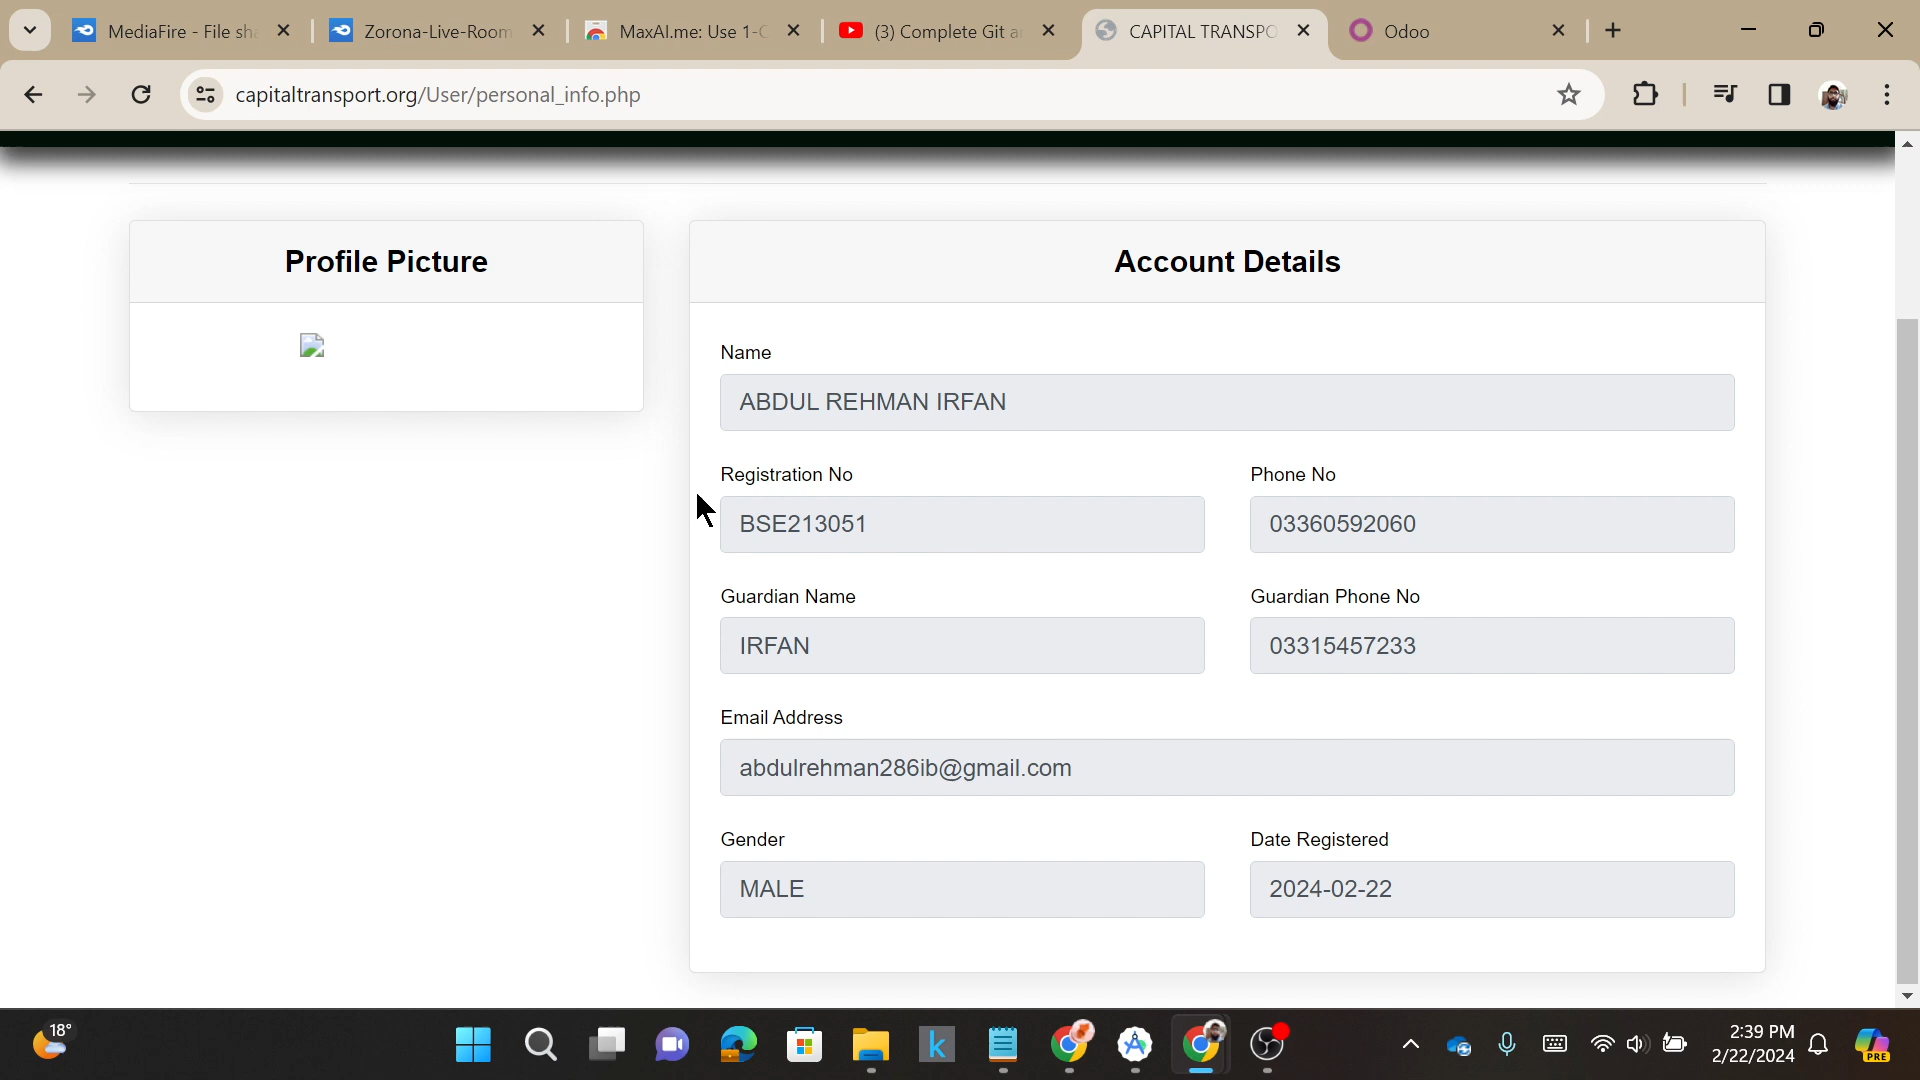 MediaFire - File sh
Zorona-Live-Room
MaxAI.me: Use 1-C
(3) Complete Git a
CAPITAL TRANSPO
Odoo
capitaltransport.org/User/personal_info.php
Profile Picture
Account Details
Name
ABDUL REHMAN IRFAN
Registration No
Phone No
BSE213051
03360592060
Guardian Name
Guardian Phone No
IRFAN
03315457233
Email Address
abdulrehman286ib@gmail.com
Gender
Date Registered
MALE
2024-02-22
18°
k
2:39 PM
2/22/2024
PRE